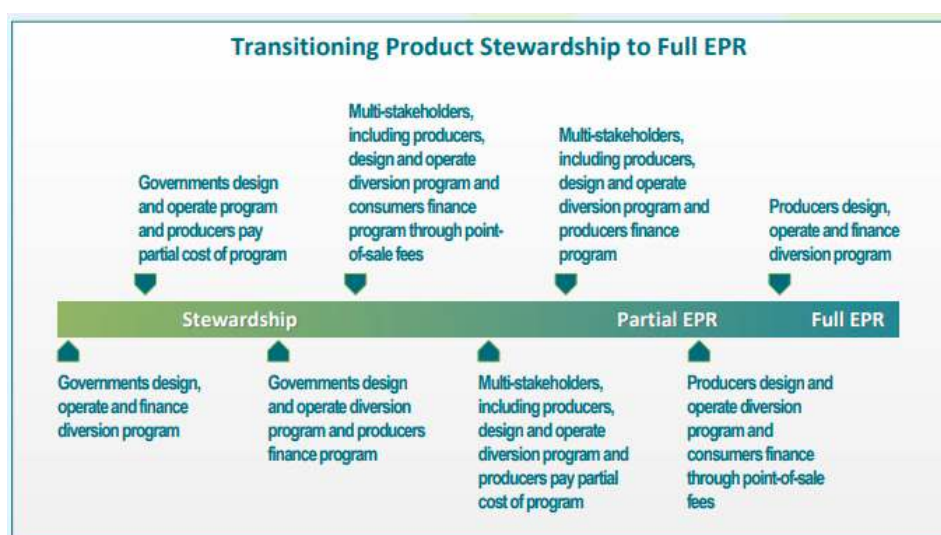 Transitioning Product Stewardship to Full EPR
Governments design
and operate program
and producers pay
partial cost of program
Multi-stakeholders,
including producers,
design and operate
diversion program and
consumers finance
program through point-
of-sale fees
Multi-stakeholders,
including producers,
design and operate
diversion program and
producers finance
program
Producers design,
operate and finance
diversion program
Stewardship
Partial EPR
Full EPR
Governments design,
operate and finance
diversion program
Governments design
and operate diversion
program and producers
finance program
Multi-stakeholders,
including producers,
design and operate
diversion program and
producers pay partial
cost of program
Producers design and
operate diversion
program and
consumers finance
through point-of-sale
fees